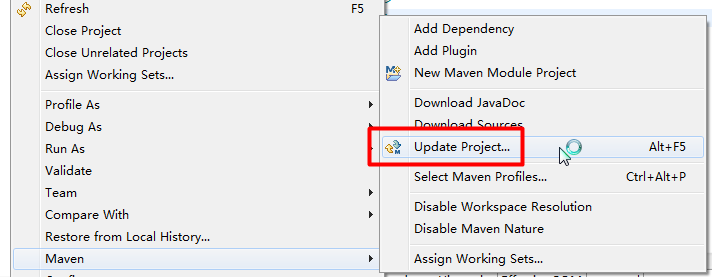 Refresh F5
Close Project
Close Unrelated Projects
Assign Working Sets...
Profile As
Debug As
Run As
Validate
Team
Compare With
Restore from Local History...
Maven
Add Dependency
Add Plugin
New Maven Module Project
Download JavaDoc
Download Sources
Update Project... Alt+F5
Select Maven Profiles... Ctrl+Alt+P
Disable Workspace Resolution
Disable Maven Nature
Assign Working Sets...